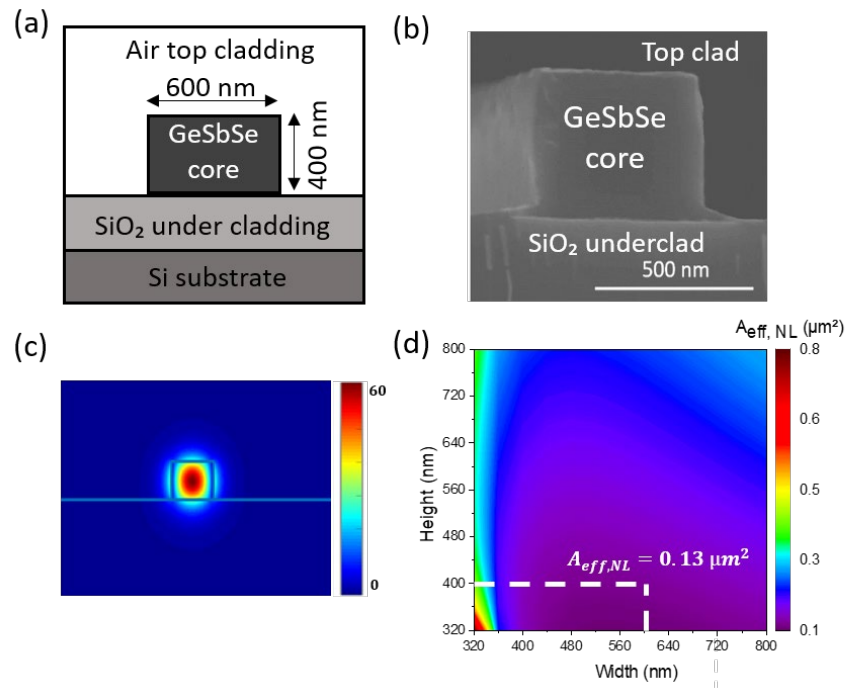 (a)
Air top cladding
600 nm
GeSbSe
core
400 nm
SiO₂ under cladding
Si substrate
(b)
Top clad
GeSbSe
core
SiO₂ underclad
500 nm
(c)
60
0
(d)
A_eff, NL (µm²)
800
720
640
560
480
400
320
Height (nm)
A_eff,NL = 0.13 µm²
320 400 480 560 640 720 800
Width (nm)
0.8
0.6
0.5
0.3
0.2
0.1